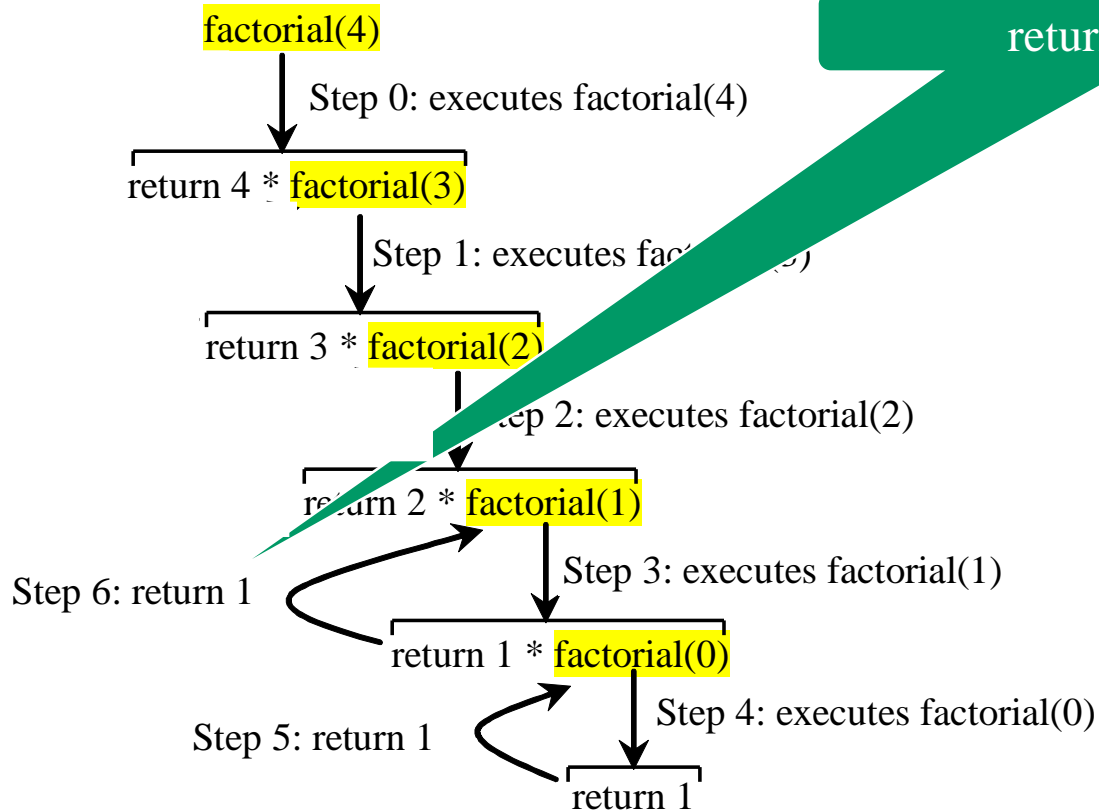 factorial(4)
retur
Step 0: executes factorial(4)
return 4 * factorial(3)
Step 1: executes
return 3 * factorial(2)
2: executes factorial(2)
return 2 * factorial(1)
Step 3: executes factorial(1)
Step 6: return 1
return 1 * factorial(0)
Step 4: executes factorial(0)
Step 5: return 1
return 1